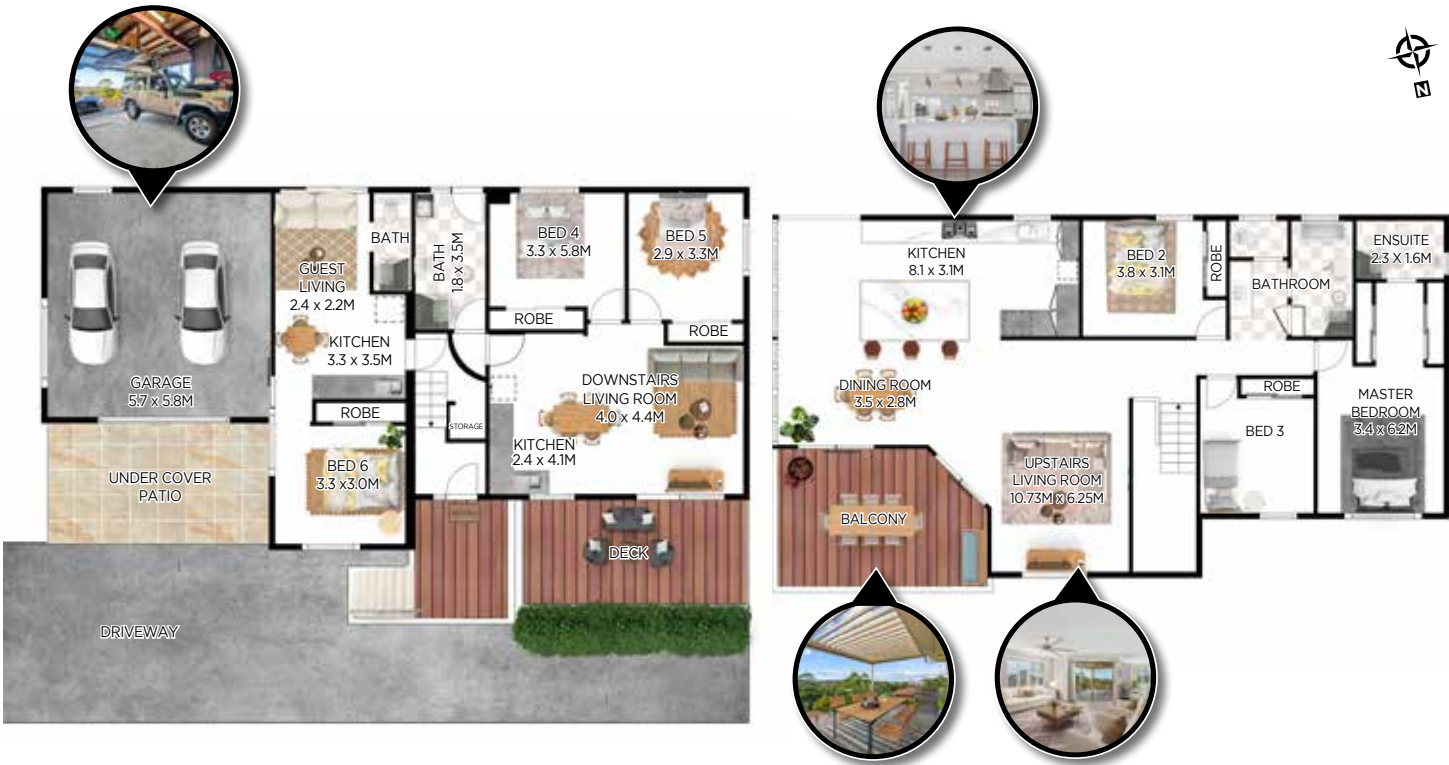 N
BATH
BATH
1.8 x 3.5M
BED 4
3.3 x 5.8M
BED 5
2.9 x 3.3M
GUEST
LIVING
2.4 x 2.2M
ROBE
ROBE
KITCHEN
3.3 x 3.5M
GARAGE
5.7 x 5.8M
ROBE
STORAGE
DOWNSTAIRS
LIVING ROOM
4.0 x 4.4M
KITCHEN
2.4 x 4.1M
UNDER COVER
PATIO
BED 6
3.3 x3.0M
DECK
DRIVEWAY
KITCHEN
8.1 x 3.1M
BED 2
3.8 x 3.1M
ROBE
BATHROOM
ENSUITE
2.3 X 1.6M
DINING ROOM
3.5 x 2.8M
ROBE
BED 3
MASTER
BEDROOM
3.4 x 6.2M
UPSTAIRS
LIVING ROOM
10.73M x 6.25M
BALCONY